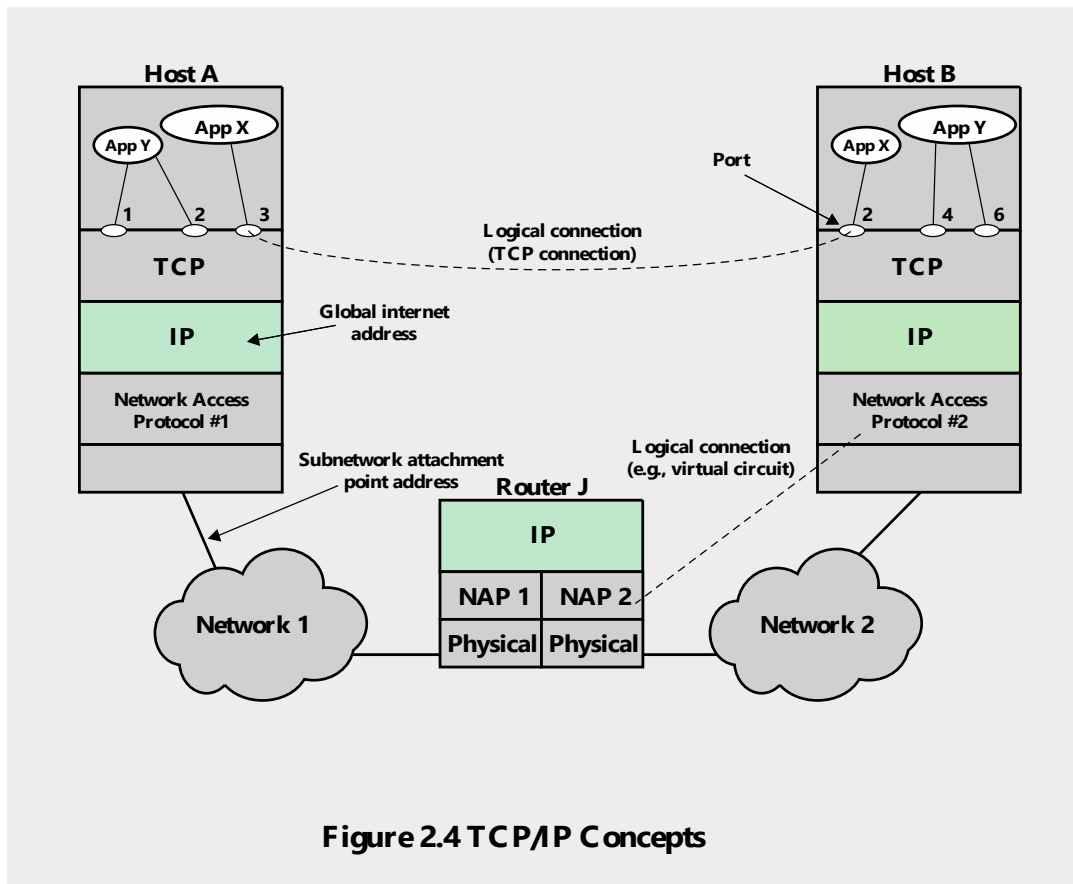 Host A
Host B
App X
App Y
App Y
App X
Port
1
2
3
2
4
6
Logical connection
(TCP connection)
TCP
TCP
Global internet
address
IP
IP
Network Access
Protocol #1
Network Access
Protocol #2
Logical connection
(e.g., virtual circuit)
Subnetwork attachment
point address
Router J
IP
NAP 1
NAP 2
Network 1
Network 2
Physical
Physical
Figure 2.4 TCP/IP Concepts